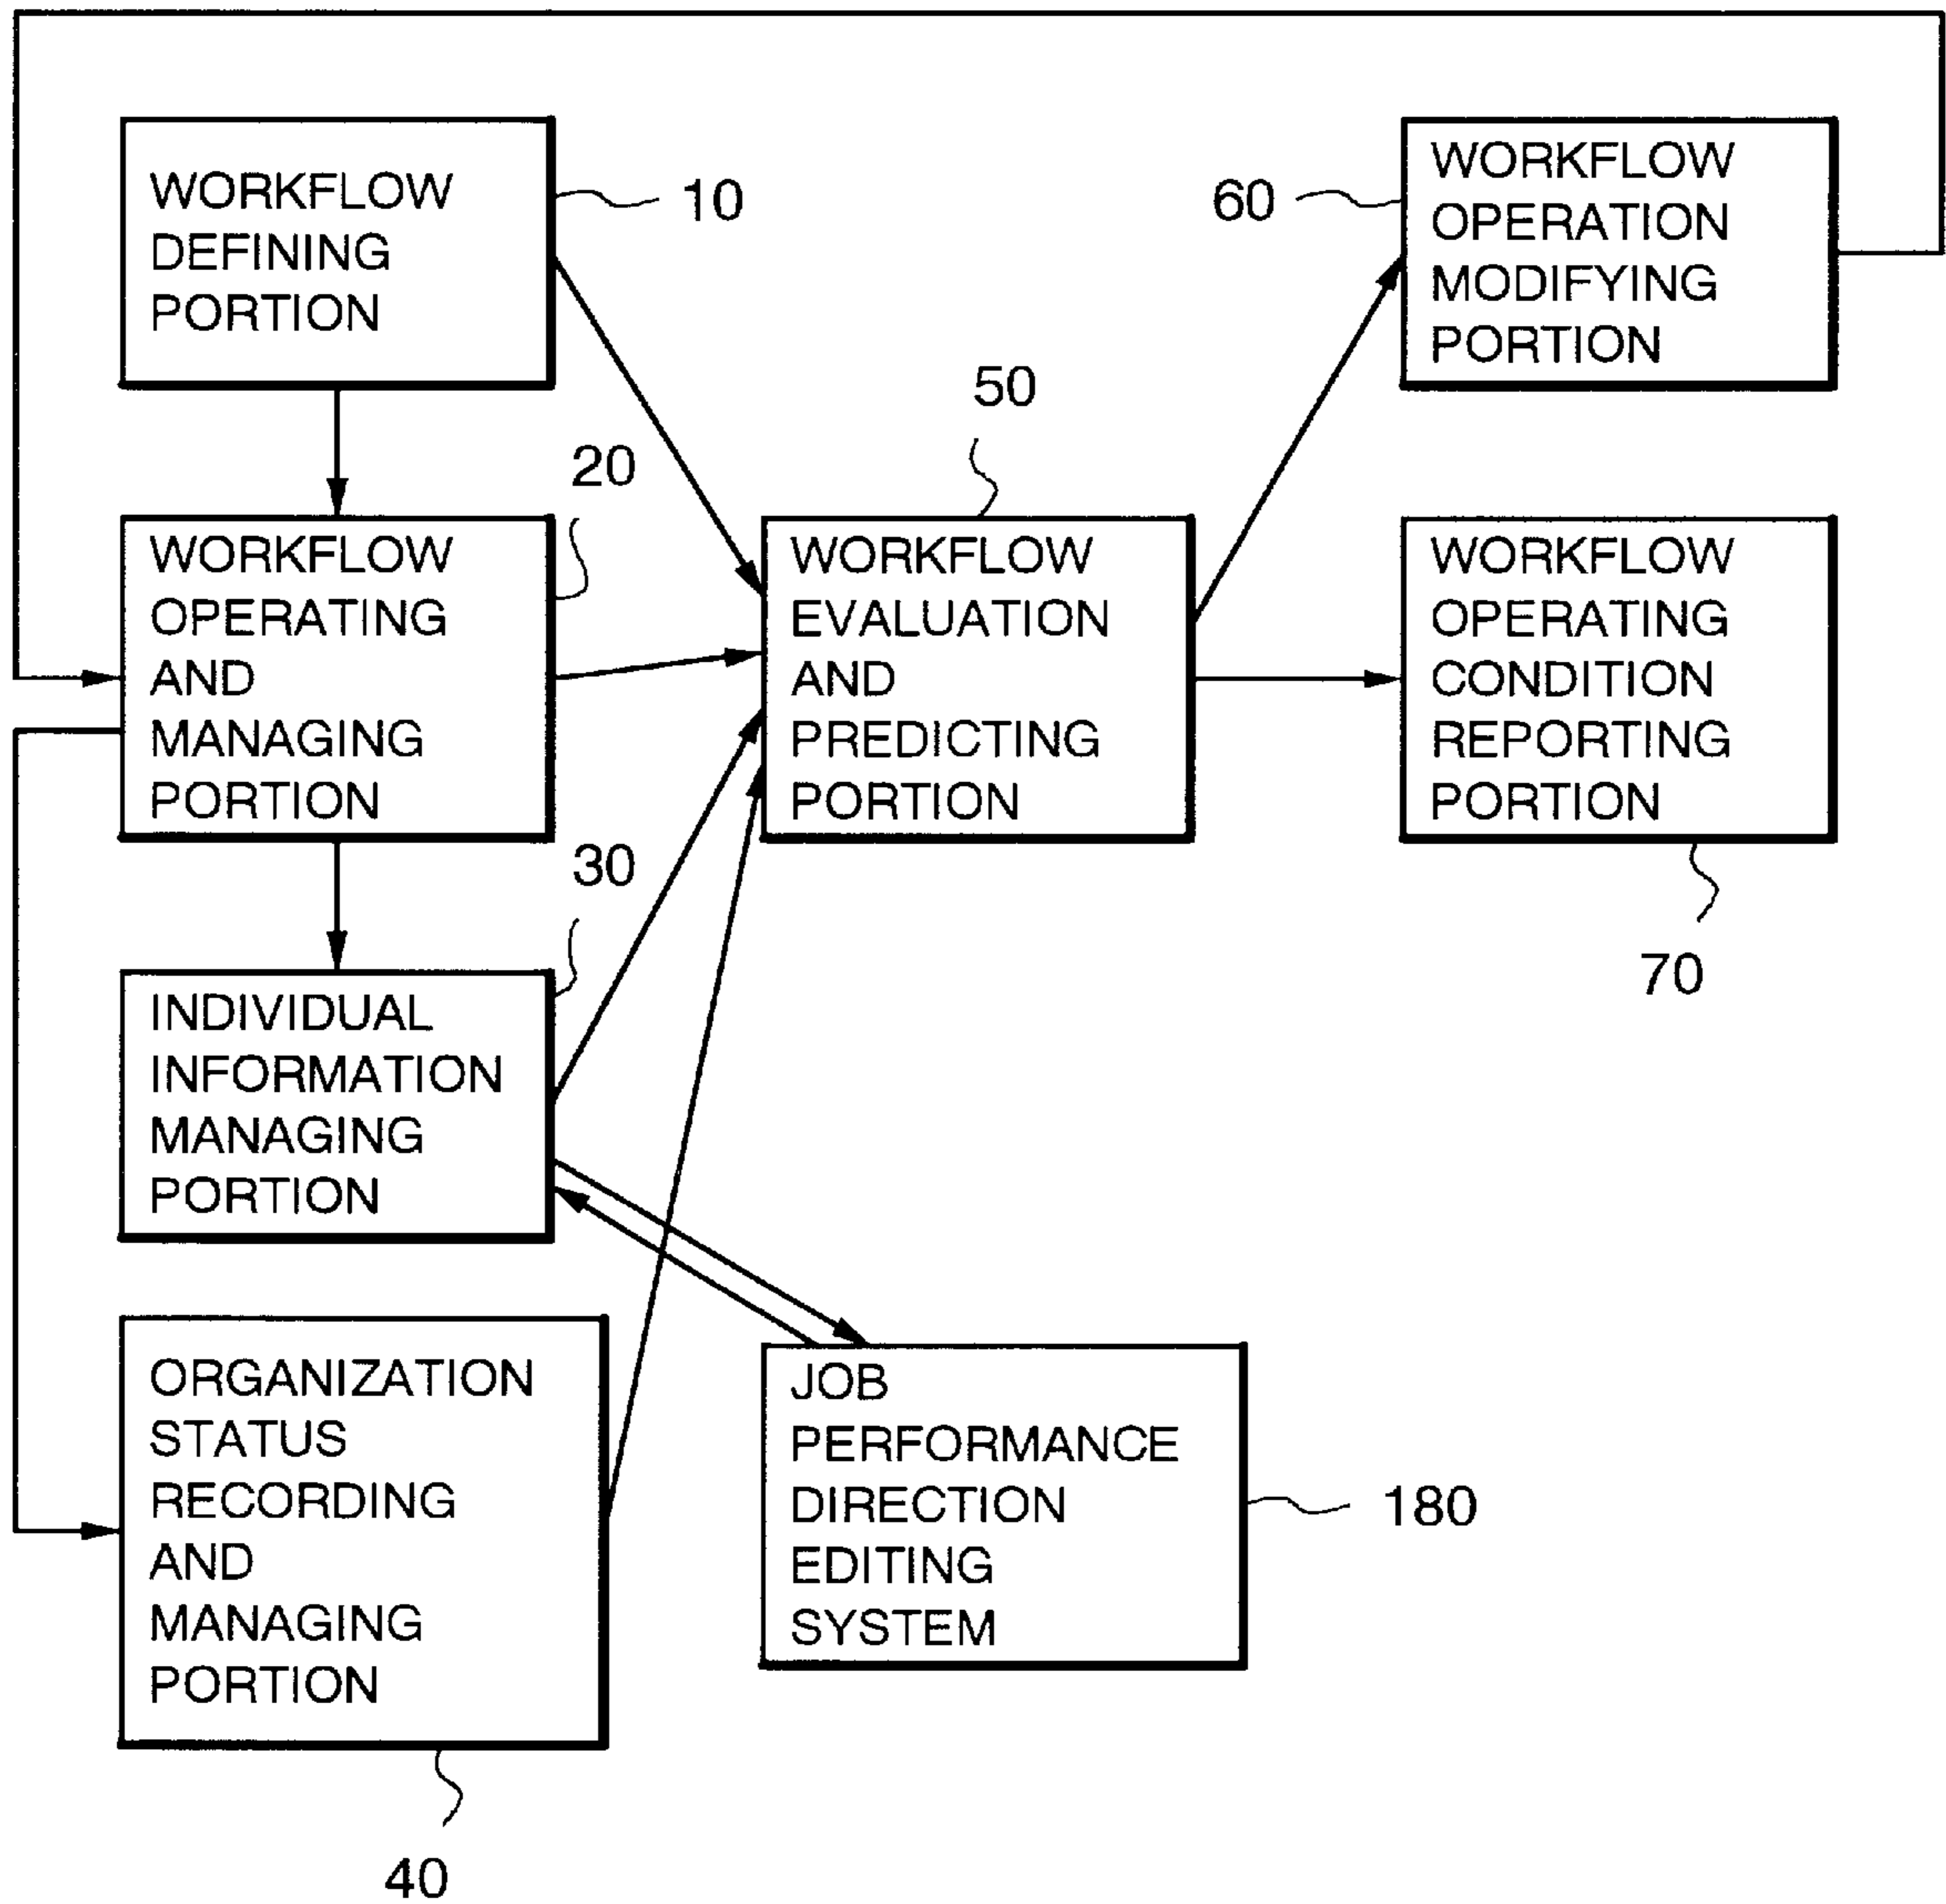 WORKFLOW
DEFINING
PORTION
10
60
WORKFLOW
OPERATION
MODIFYING
PORTION
20
WORKFLOW
OPERATING
AND
MANAGING
PORTION
50
WORKFLOW
EVALUATION
AND
PREDICTING
PORTION
WORKFLOW
OPERATING
CONDITION
REPORTING
PORTION
70
30
INDIVIDUAL
INFORMATION
MANAGING
PORTION
ORGANIZATION
STATUS
RECORDING
AND
MANAGING
PORTION
40
JOB
PERFORMANCE
DIRECTION
EDITING
SYSTEM
180